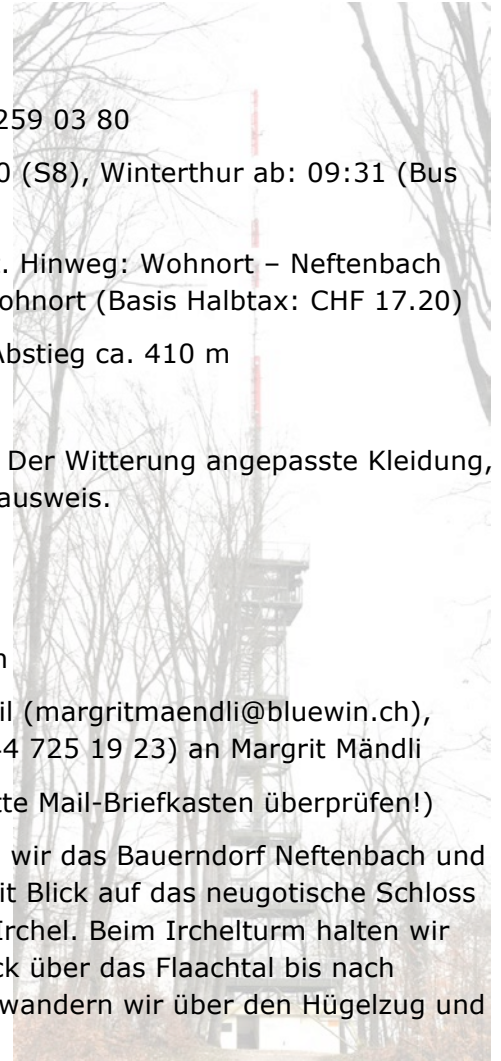 259 03 80
0 (S8), Winterthur ab: 09:31 (Bus
. Hinweg: Wohnort – Neftenbach
ohnort (Basis Halbtax: CHF 17.20)
Abstieg ca. 410 m
Der Witterung angepasste Kleidung,
ausweis.
n
il (margritmaendli@bluewin.ch),
4 725 19 23) an Margrit Mändli
tte Mail-Briefkasten überprüfen!)
wir das Bauerndorf Neftenbach und
it Blick auf das neugotische Schloss
Irchel. Beim Irchelturm halten wir
ck über das Flaachtal bis nach
wandern wir über den Hügelzug und